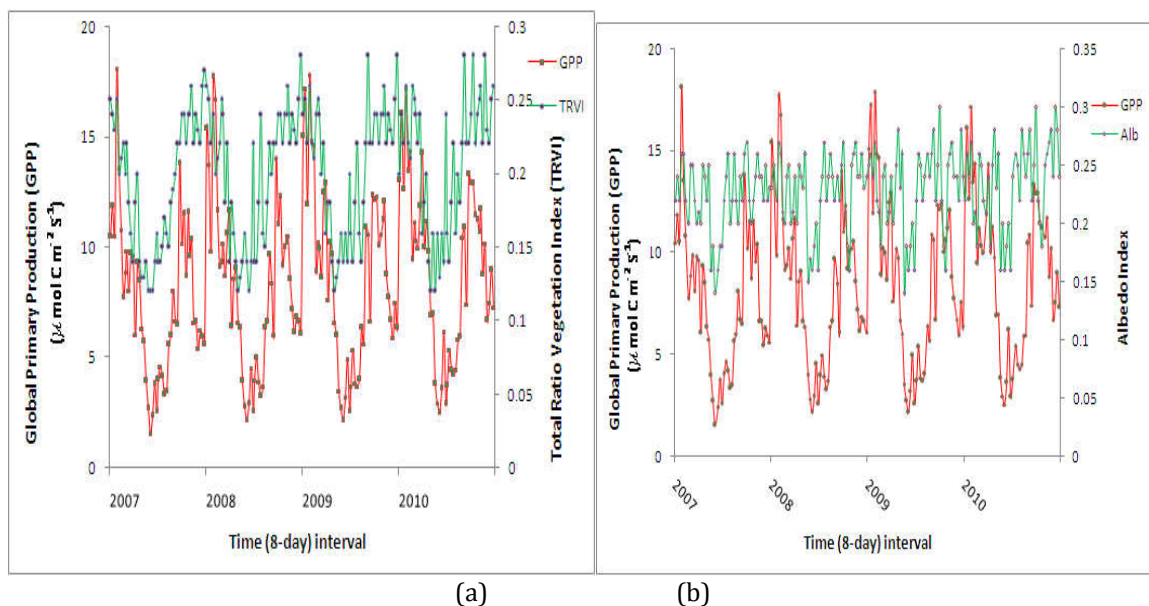 20
15
10
5
0
Global Primary Production (GPP)
(μ mol C m⁻² s⁻¹)
0.3
0.25
0.2
0.15
0.1
0.05
0
Total Ratio Vegetation Index (TRVI)
GPP
TRVI
2007 2008 2009 2010
Time (8-day) interval
(a)
20
15
10
5
0
Global Primary Production (GPP)
(μ mol C m⁻² s⁻¹)
0.35
0.3
0.25
0.2
0.15
0.1
0.05
0
Albedo Index
GPP
Alb
2007 2008 2009 2010
Time (8-day) interval
(b)